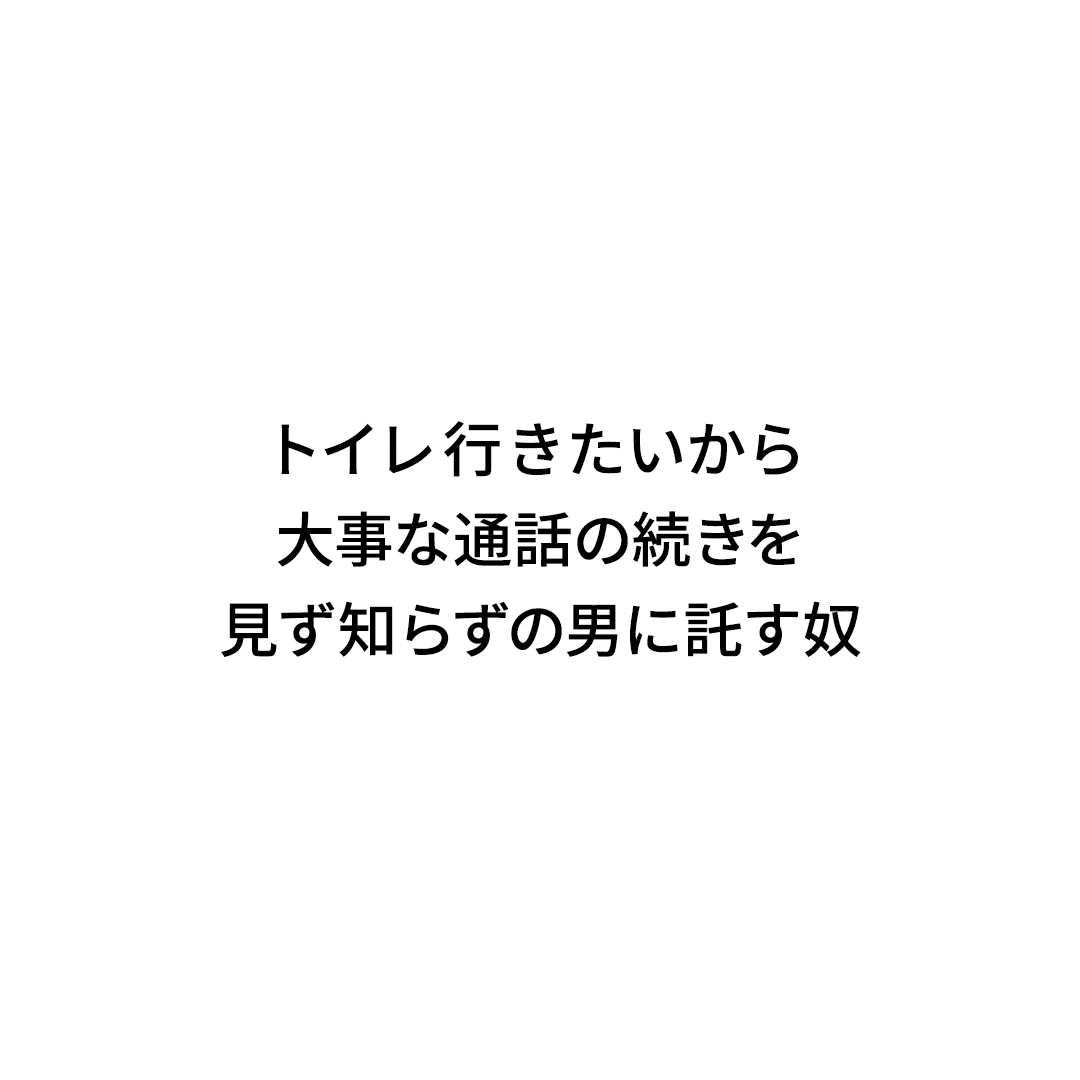 トイレ行きたいから
大事な通話の続きを
見ず知らずの男に託す奴